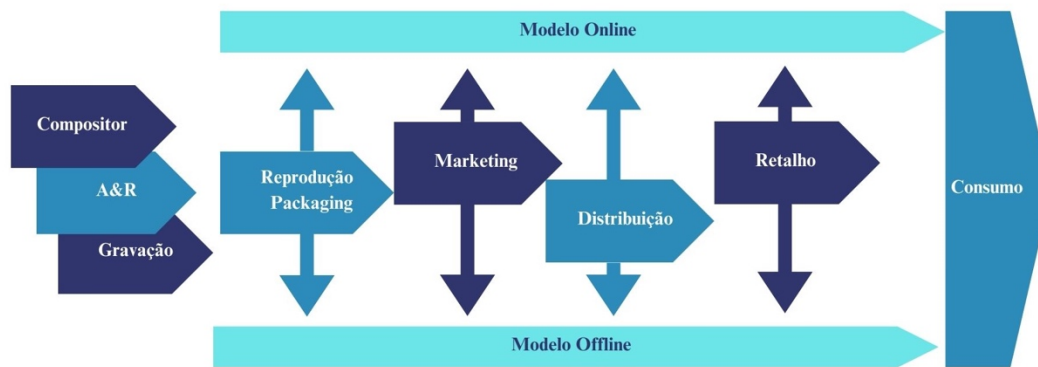 Modelo Online
Compositor
A&R
Gravação
Reprodução
Packaging
Marketing
Distribuição
Retalho
Consumo
Modelo Offline